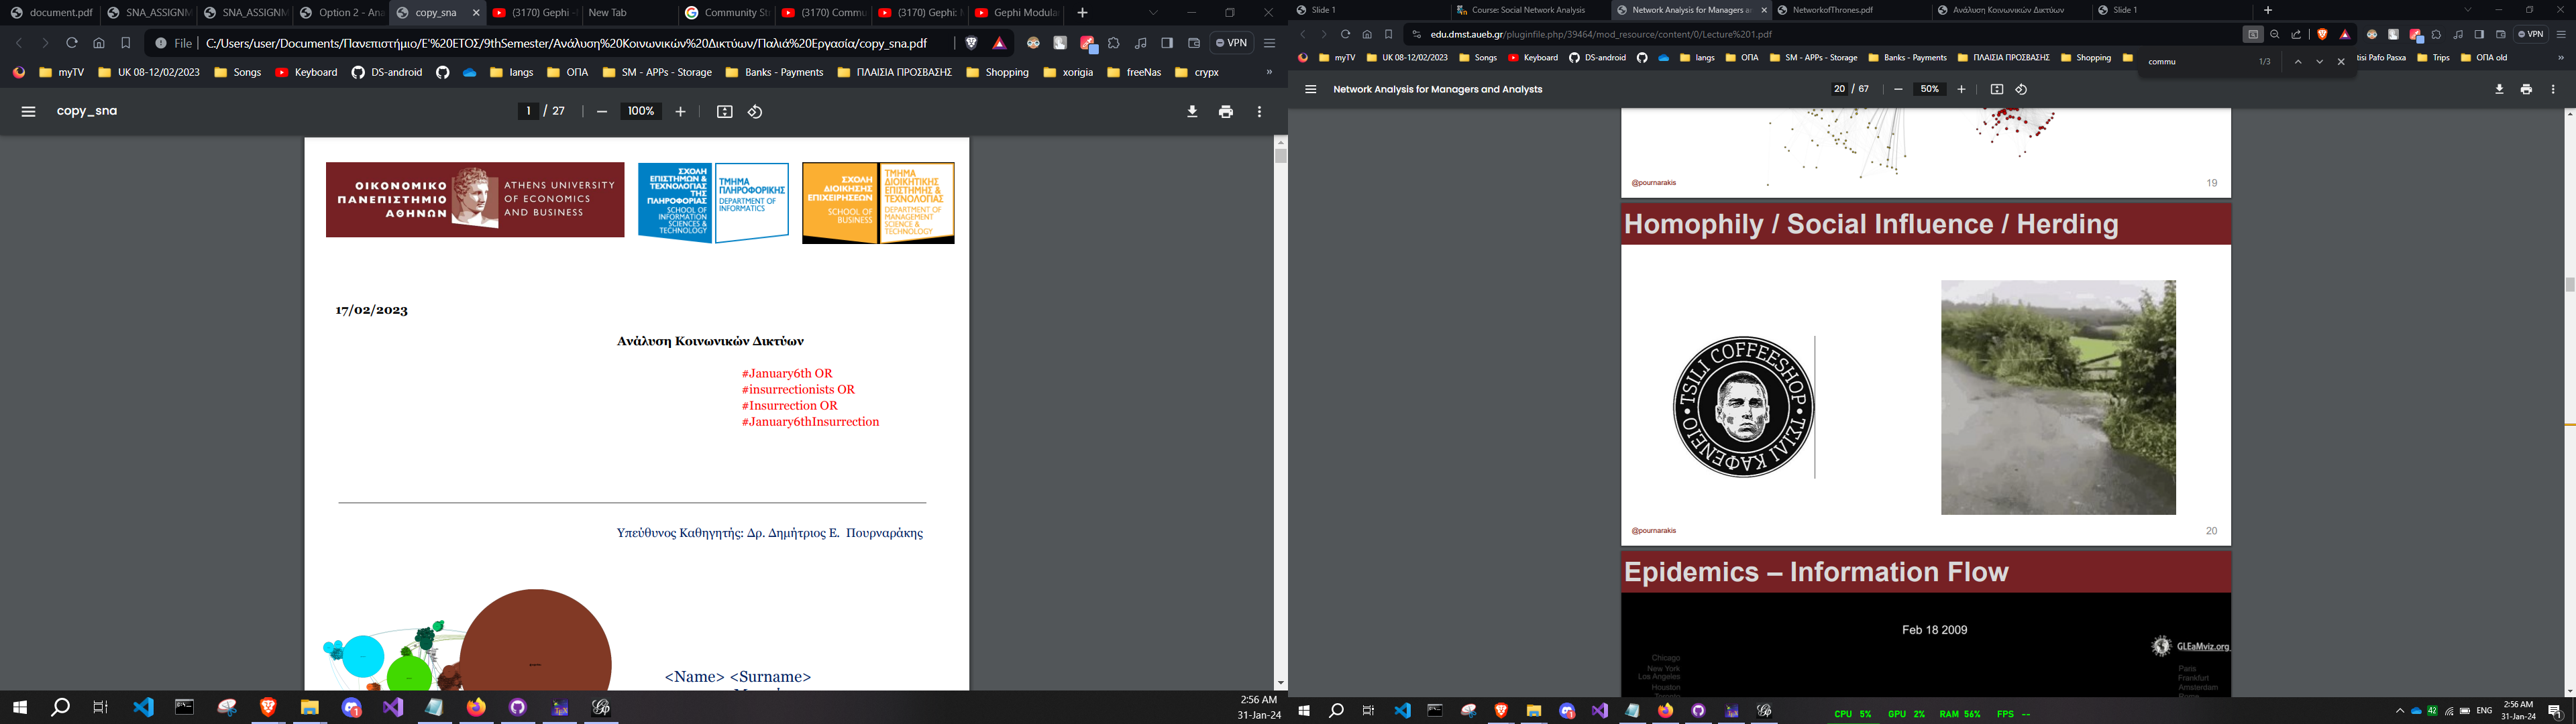 document.pdf
SNA_ASSIGNM
SNA_ASSIGNM
Option 2 - Ana
copy_sna
(3170) Gephi -
New Tab
Community St
(3170) Commu
(3170) Gephi:
Gephi Modula
File
C:/Users/user/Documents/Πανεπιστήμιο/Ε'%20ΕΤΟΣ/9thSemester/Ανάλυση%20Κοινωνικών%20Δικτύων/Παλιά%20Εργασία/copy_sna.pdf
VPN
myTV
UK 08-12/02/2023
Songs
Keyboard
DS-android
langs
ΟΠΑ
SM - APPs - Storage
Banks - Payments
ΠΛΑΙΣΙΑ ΠΡΟΣΒΑΣΗΣ
Shopping
xorigia
freeNas
crypx
copy_sna
1 / 27
100%
ΟΙΚΟΝΟΜΙΚΟ
ΠΑΝΕΠΙΣΤΗΜΙΟ
ΑΘΗΝΩΝ
ATHENS UNIVERSITY
OF ECONOMICS
AND BUSINESS
ΣΧΟΛΗ
ΕΠΙΣΤΗΜΩΝ &
ΤΕΧΝΟΛΟΓΙΑΣ
ΤΗΣ
ΠΛΗΡΟΦΟΡΙΑΣ
SCHOOL OF
INFORMATION
SCIENCES &
TECHNOLOGY
ΤΜΗΜΑ
ΠΛΗΡΟΦΟΡΙΚΗΣ
DEPARTMENT OF
INFORMATICS
ΣΧΟΛΗ
ΔΙΟΙΚΗΣΗΣ
ΕΠΙΧΕΙΡΗΣΕΩΝ
SCHOOL OF
BUSINESS
ΤΜΗΜΑ
ΔΙΟΙΚΗΤΙΚΗΣ
ΕΠΙΣΤΗΜΗΣ &
ΤΕΧΝΟΛΟΓΙΑΣ
DEPARTMENT OF
MANAGEMENT
SCIENCE &
TECHNOLOGY
17/02/2023
Ανάλυση Κοινωνικών Δικτύων
#January6th OR
#insurrectionists OR
#Insurrection OR
#January6thInsurrection
Υπεύθυνος Καθηγητής: Δρ. Δημήτριος Ε. Πουρναράκης
<Name> <Surname>
2:56 AM
31-Jan-24
Slide 1
Course: Social Network Analysis
Network Analysis for Managers an
NetworkofThrones.pdf
Ανάλυση Κοινωνικών Δικτύων
Slide 1
edu.dmst.aueb.gr/pluginfile.php/39464/mod_resource/content/0/Lecture%201.pdf
VPN
myTV
UK 08-12/02/2023
Songs
Keyboard
DS-android
langs
ΟΠΑ
SM - APPs - Storage
Banks - Payments
ΠΛΑΙΣΙΑ ΠΡΟΣΒΑΣΗΣ
Shopping
tisi Pafo Pasxa
Trips
ΟΠΑ old
commu
1/3
Network Analysis for Managers and Analysts
20 / 67
50%
@pournarakis
19
Homophily / Social Influence / Herding
TSILI COFFEESHOP
ΤΣΙΛΙ ΚΑΦΕΝΕΙΟ
@pournarakis
20
Epidemics – Information Flow
Feb 18 2009
GLEaMviz.org
Chicago
New York
Los Angeles
Houston
Toronto
Paris
Frankfurt
Amsterdam
Rome
CPU 5%
GPU 2%
RAM 56%
FPS --
42
ENG
2:56 AM
31-Jan-24